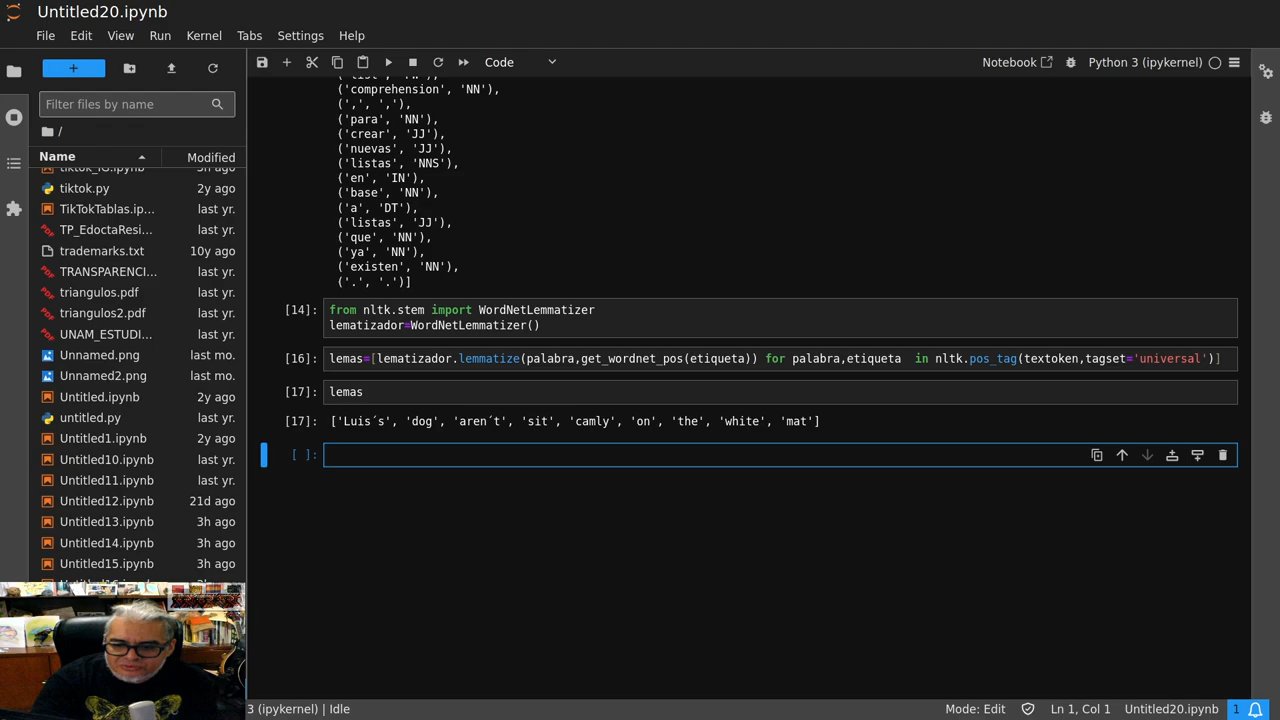 Untitled20.ipynb
File Edit View Run Kernel Tabs Settings Help
Code
Notebook
Python 3 (ipykernel)
Filter files by name
/
Name
Modified
tiktok.py 2y ago
TikTokTablas.ip... last yr.
TP_EdoctaResi... last yr.
trademarks.txt 10y ago
TRANSPARENCI... last yr.
triangulos.pdf last yr.
triangulos2.pdf last yr.
UNAM_ESTUDI... last yr.
Unnamed.png last mo.
Unnamed2.png last mo.
Untitled.ipynb 2y ago
untitled.py last yr.
Untitled1.ipynb 2y ago
Untitled10.ipynb last yr.
Untitled11.ipynb last yr.
Untitled12.ipynb 21d ago
Untitled13.ipynb 3h ago
Untitled14.ipynb 3h ago
Untitled15.ipynb 3h ago
('comprehension', 'NN'),
(',', ','),
('para', 'NN'),
('crear', 'JJ'),
('nuevas', 'JJ'),
('listas', 'NNS'),
('en', 'IN'),
('base', 'NN'),
('a', 'DT'),
('listas', 'JJ'),
('que', 'NN'),
('ya', 'NN'),
('existen', 'NN'),
('.', '.')]
[14]: from nltk.stem import WordNetLemmatizer
lematizador=WordNetLemmatizer()
[16]: lemas=[lematizador.lemmatize(palabra,get_wordnet_pos(etiqueta)) for palabra,etiqueta  in nltk.pos_tag(textoken,tagset='universal')]
[17]: lemas
[17]: ['Luis´s', 'dog', 'aren´t', 'sit', 'camly', 'on', 'the', 'white', 'mat']
[ ]:
3 (ipykernel) | Idle
Mode: Edit
Ln 1, Col 1
Untitled20.ipynb
1